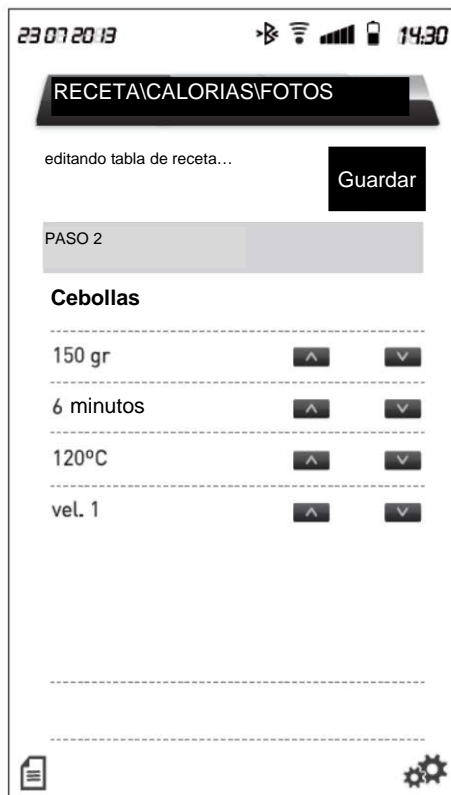 23 07 2013 14:30
RECETA\CALORIAS\FOTOS
editando tabla de receta…
Guardar
PASO 2
Cebollas
150 gr
6 minutos
120ºC
vel. 1